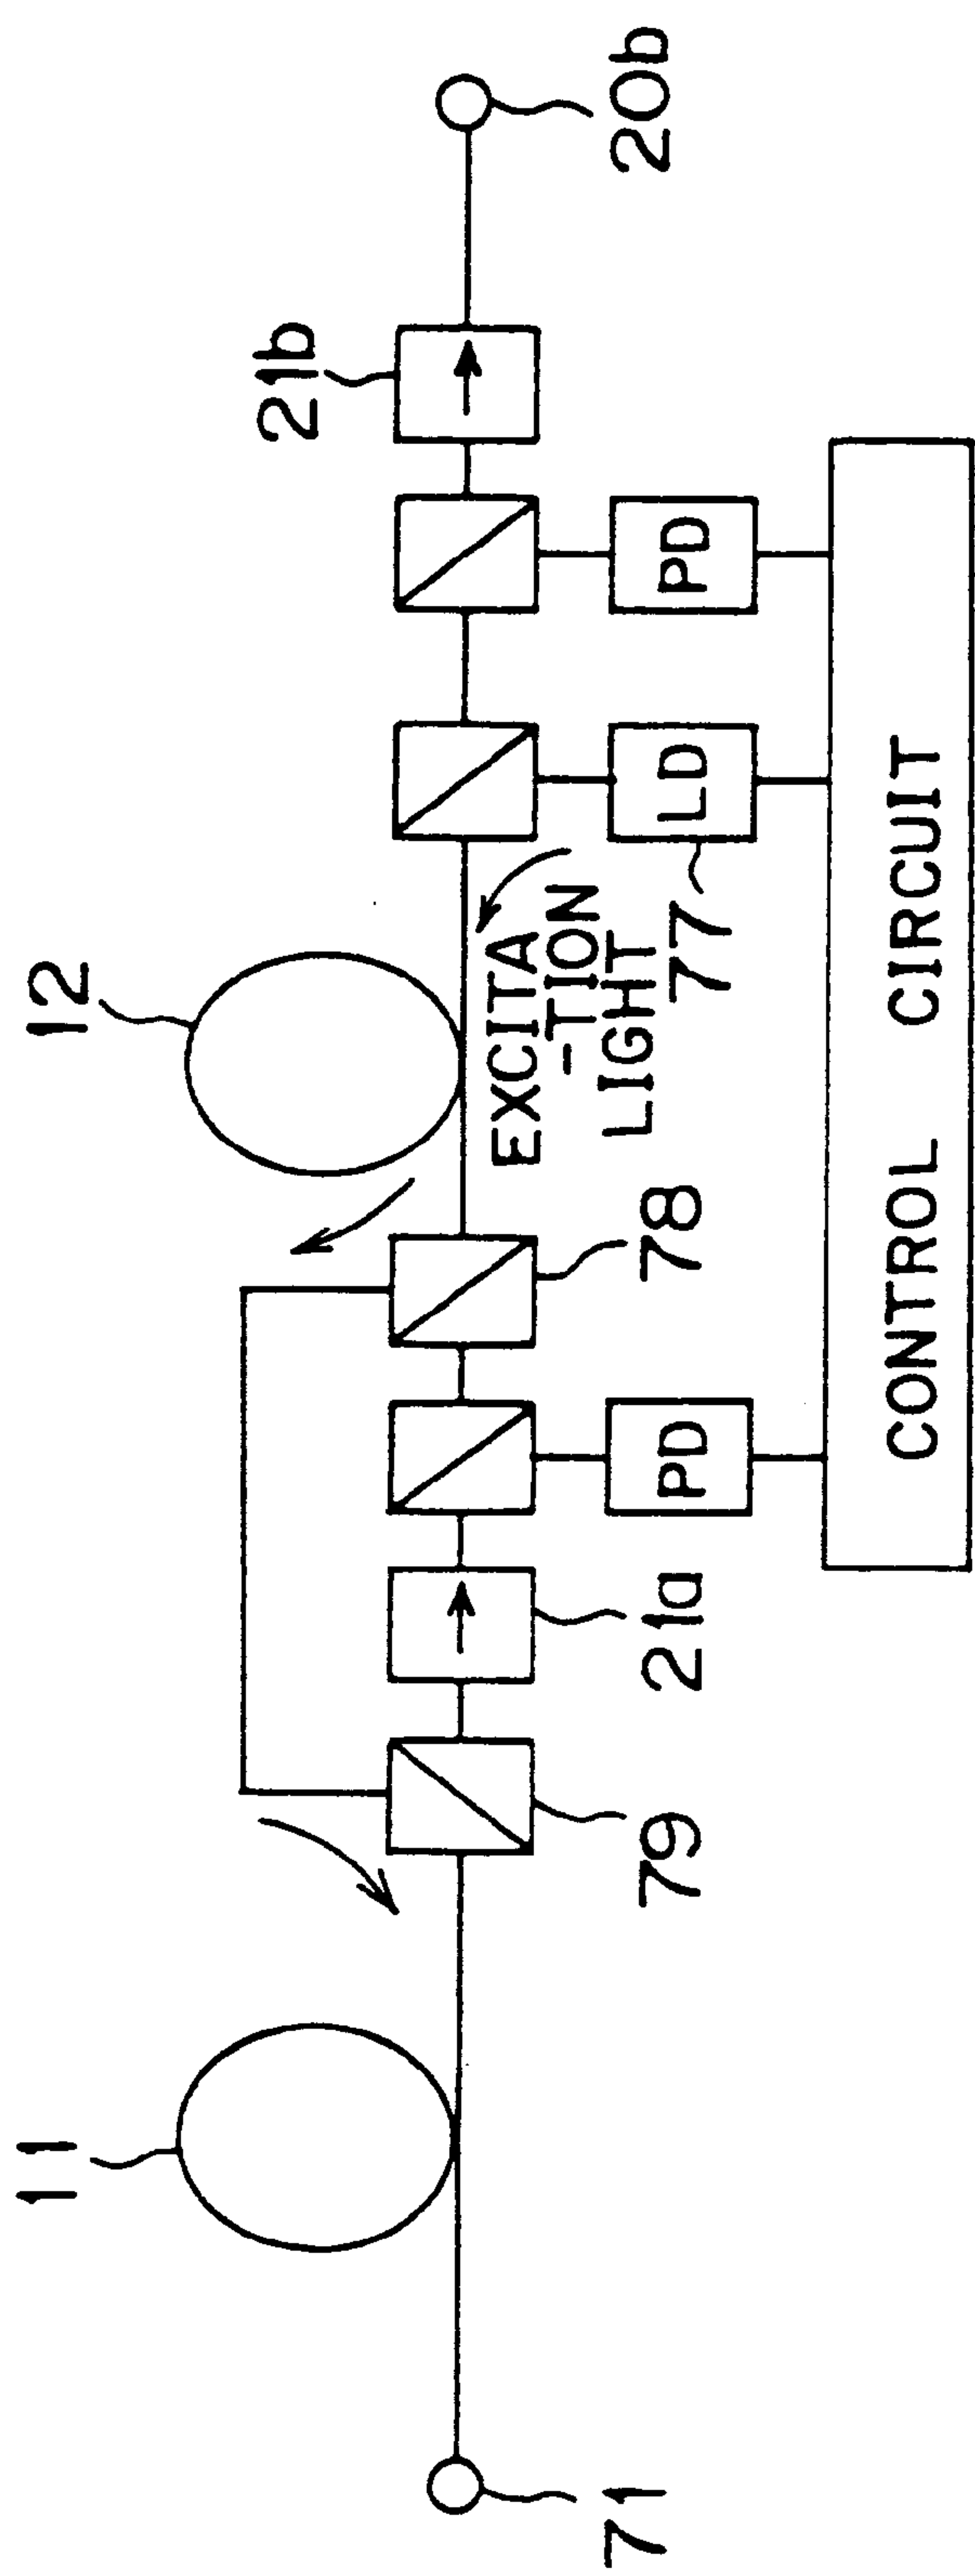 11
12
21b
20b
EXCITA
-TION
LIGHT
71
79
21a
78
77
PD
LD
PD
CONTROL CIRCUIT